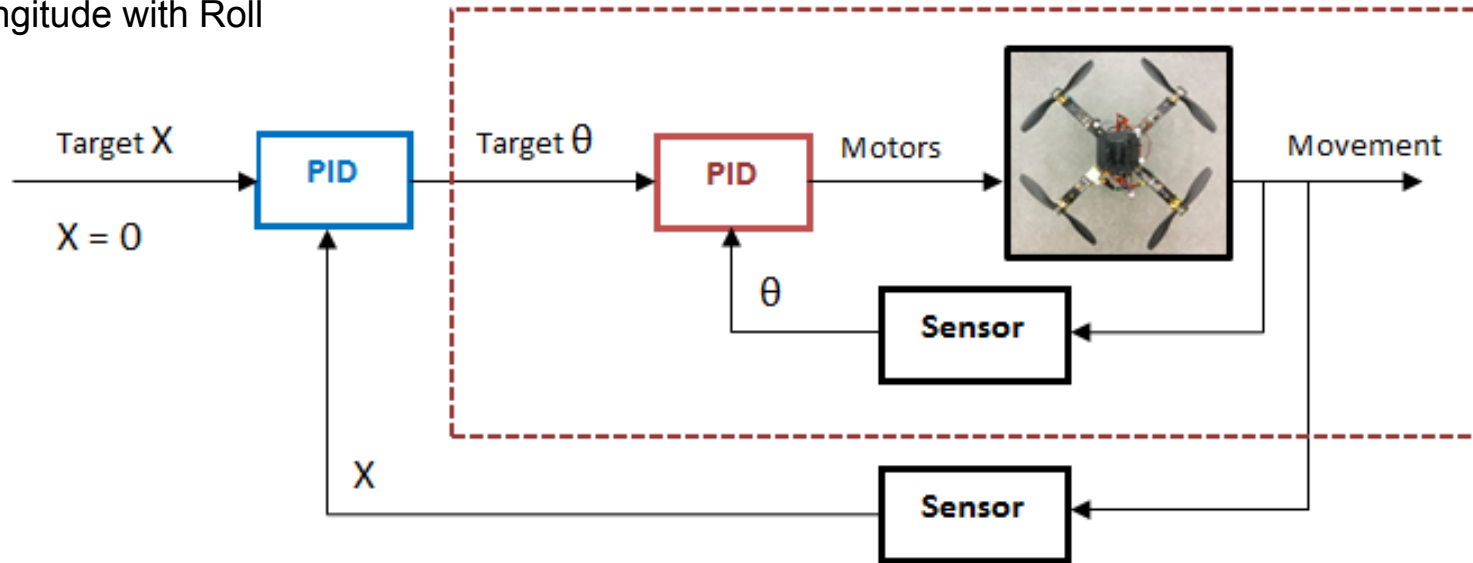 ngitude with Roll
Target X
X = 0
PID
Target θ
PID
Motors
Movement
θ
Sensor
X
Sensor